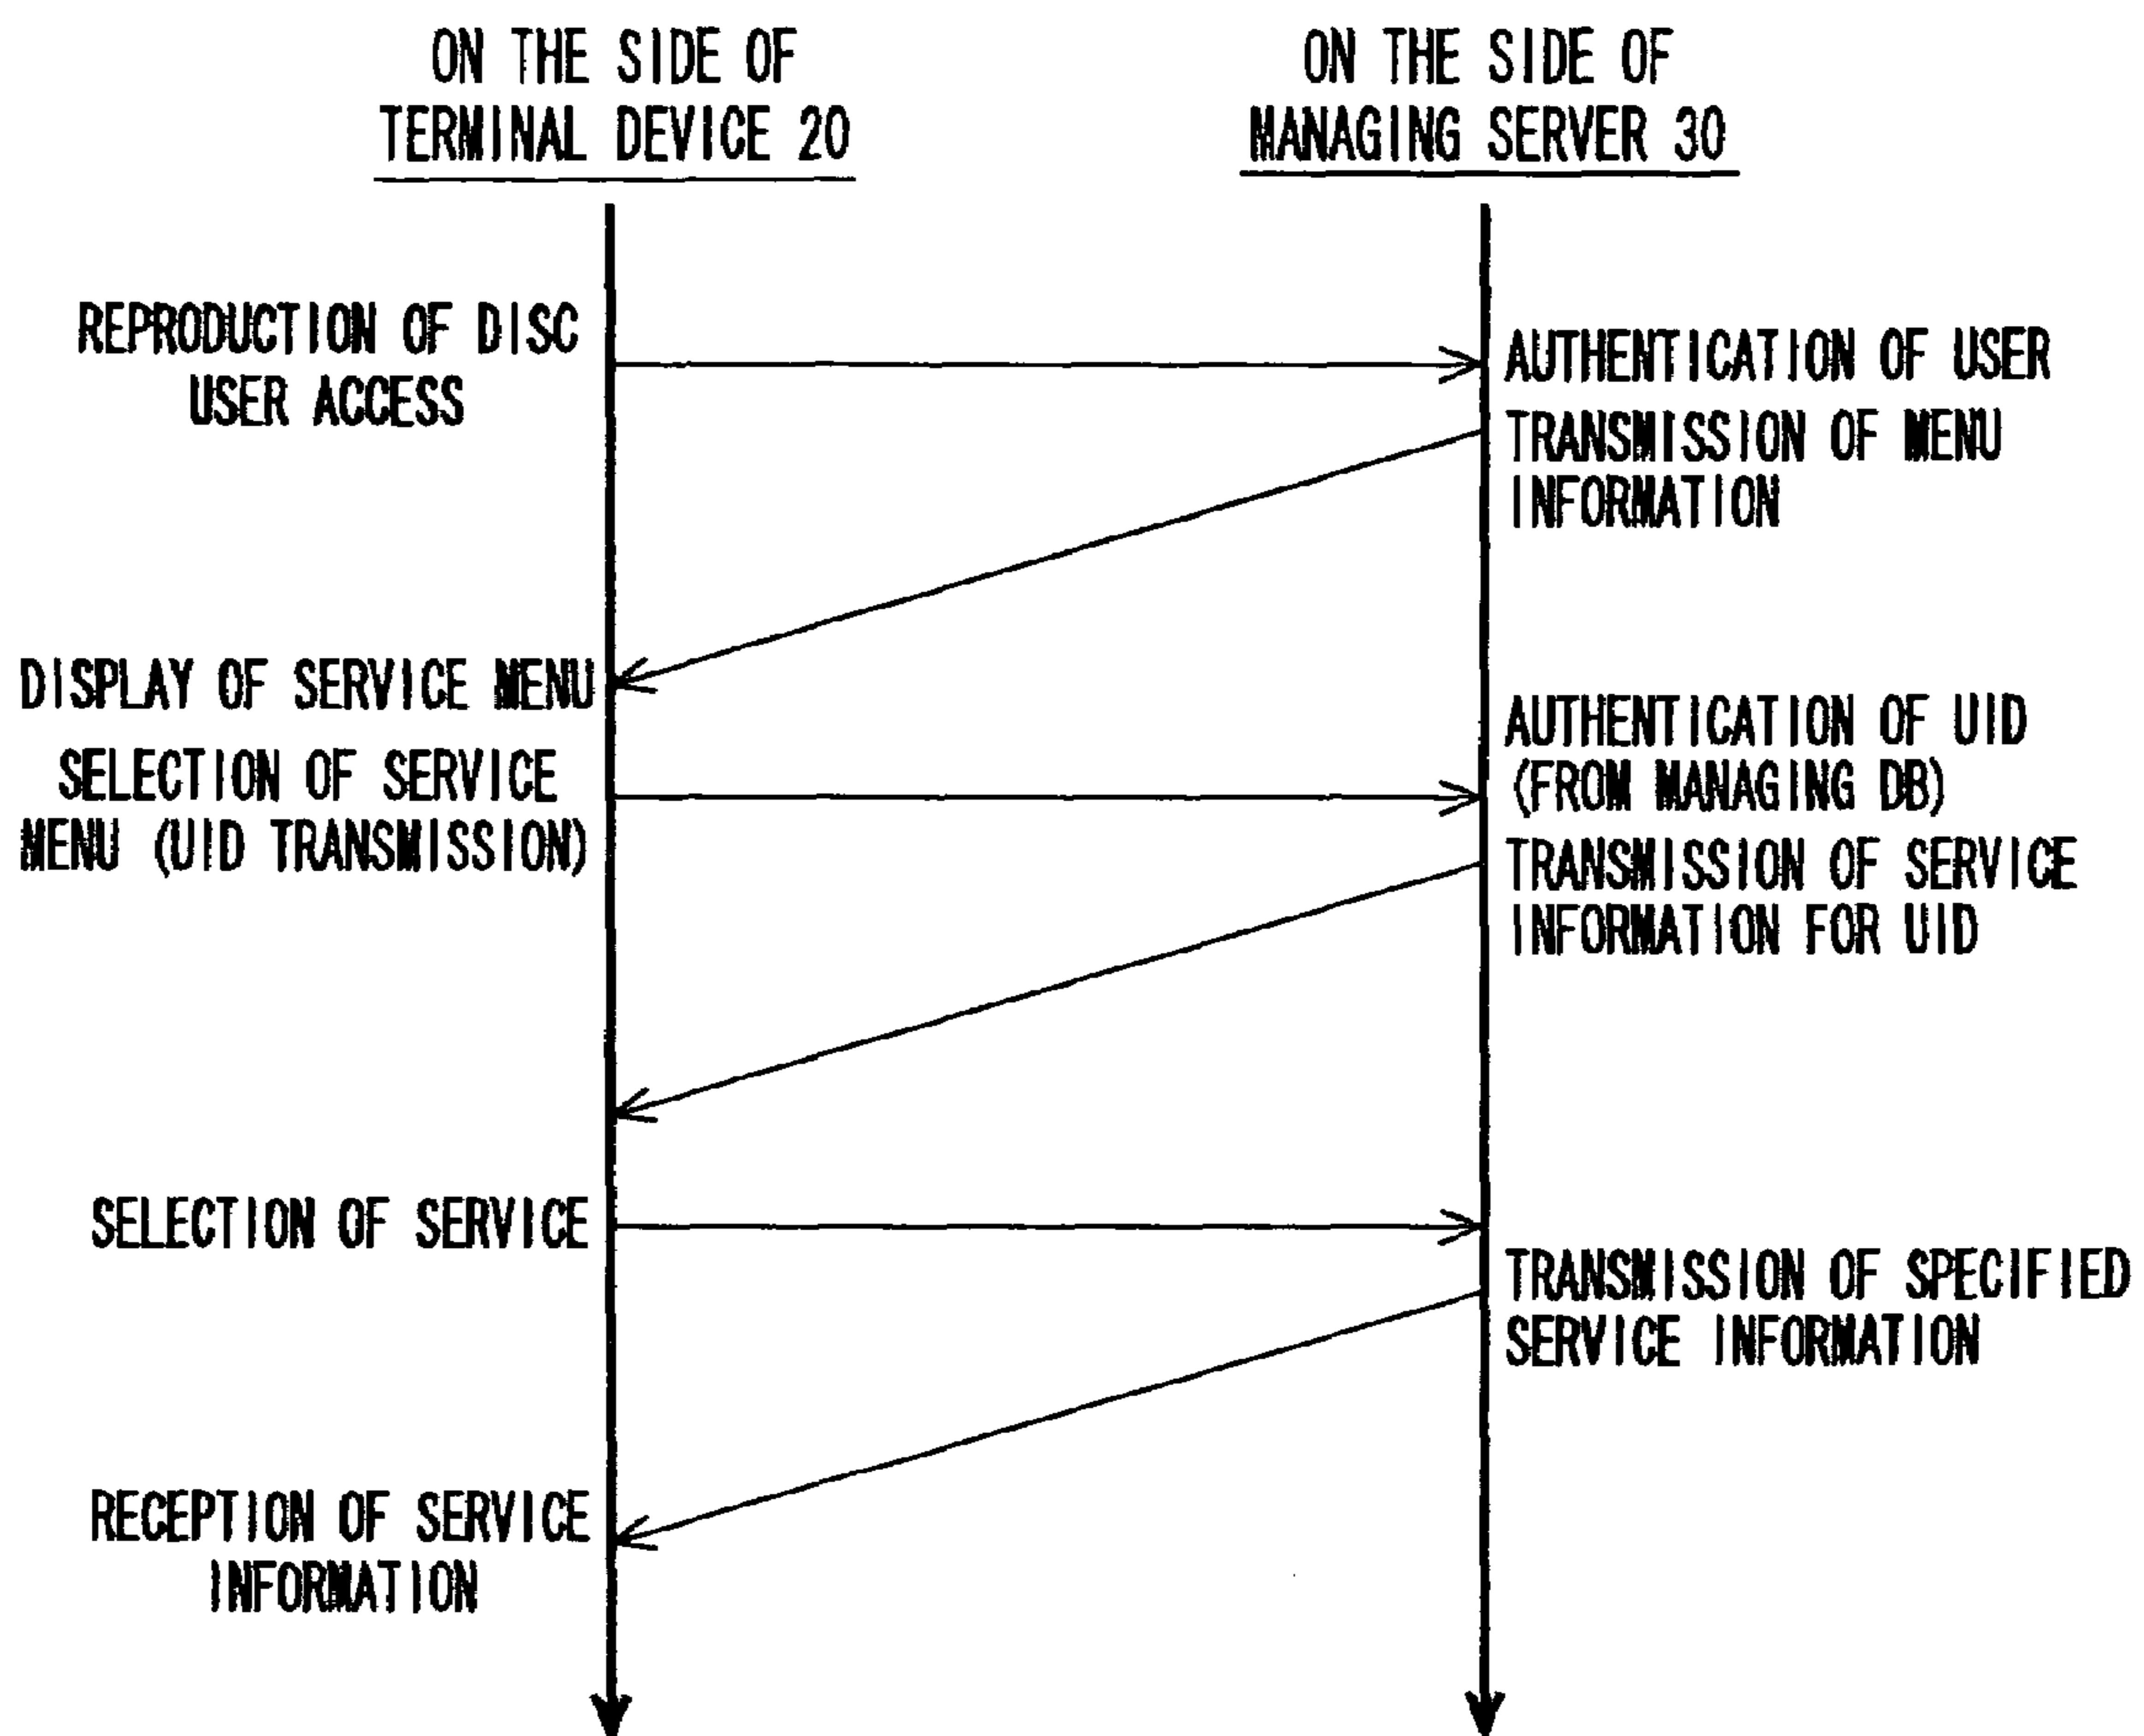 ON THE SIDE OF
TERMINAL DEVICE 20
ON THE SIDE OF
MANAGING SERVER 30
REPRODUCTION OF DISC
USER ACCESS
AUTHENTICATION OF USER
TRANSMISSION OF MENU
INFORMATION
DISPLAY OF SERVICE MENU
SELECTION OF SERVICE
MENU (UID TRANSMISSION)
AUTHENTICATION OF UID
(FROM MANAGING DB)
TRANSMISSION OF SERVICE
INFORMATION FOR UID
SELECTION OF SERVICE
TRANSMISSION OF SPECIFIED
SERVICE INFORMATION
RECEPTION OF SERVICE
INFORMATION